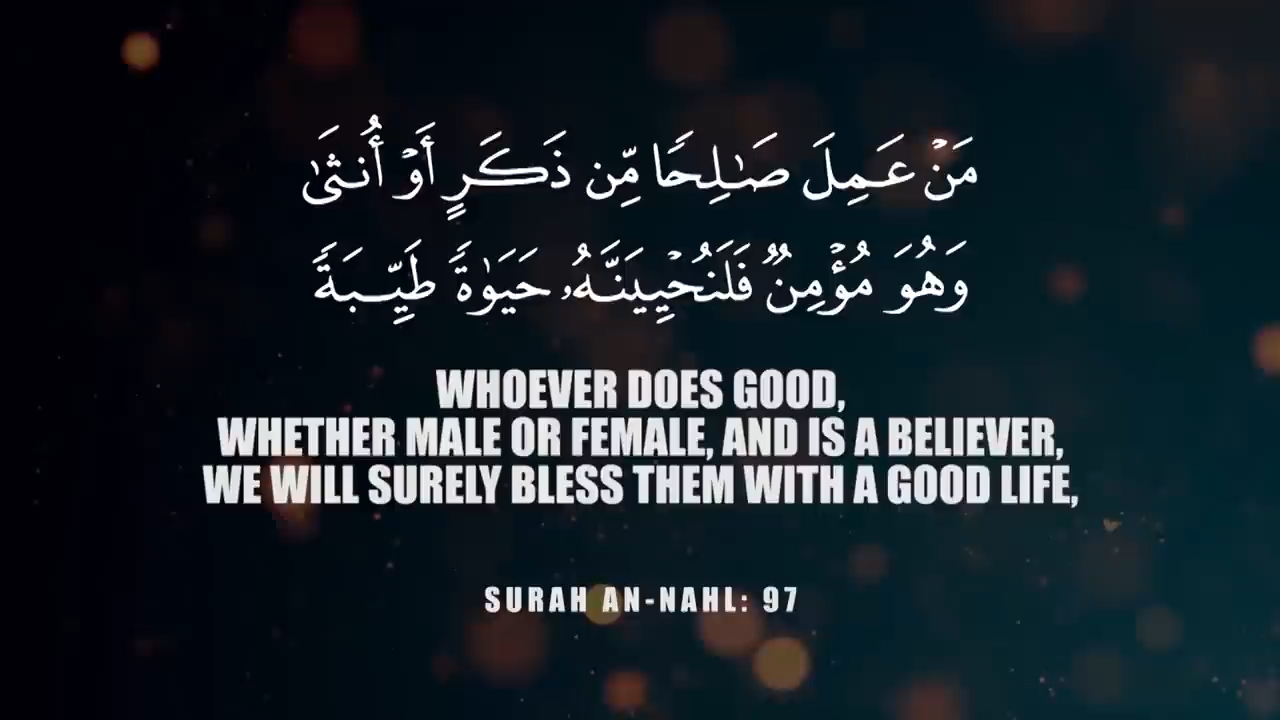 مَنْ عَمِلَ صَـٰلِحًا مِّن ذَكَرٍ أَوْ أُنثَىٰ
وَهُوَ مُؤْمِنٌ فَلَنُحْيِيَنَّهُۥ حَيَوٰةً طَيِّبَةً
WHOEVER DOES GOOD,
WHETHER MALE OR FEMALE, AND IS A BELIEVER,
WE WILL SURELY BLESS THEM WITH A GOOD LIFE,
SURAH AN-NAHL: 97